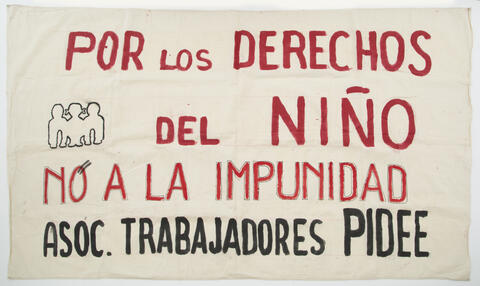 POR LOS DERECHOS
DEL NIÑO
NO A LA IMPUNIDAD
ASOC. TRABAJADORES PIDEE